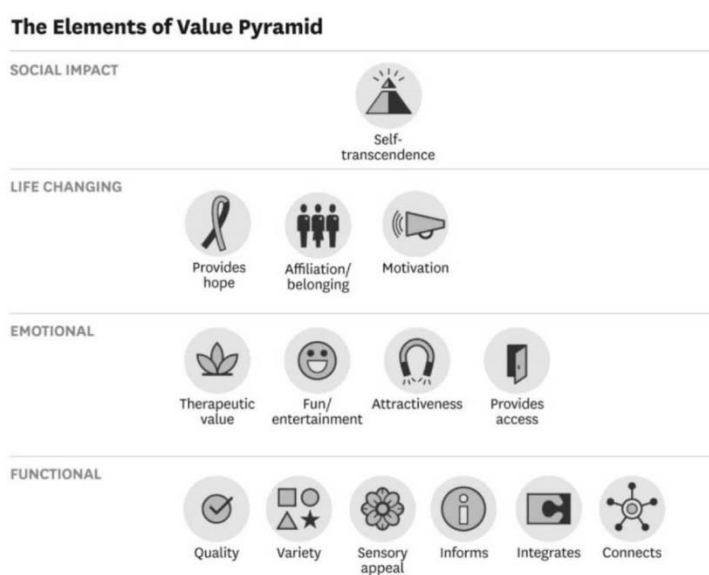 The Elements of Value Pyramid
SOCIAL IMPACT
Self-
transcendence
LIFE CHANGING
Provides
hope
Affiliation/
belonging
Motivation
EMOTIONAL
Therapeutic
value
Fun/
entertainment
Attractiveness
Provides
access
FUNCTIONAL
Quality
Variety
Sensory
appeal
Informs
Integrates
Connects